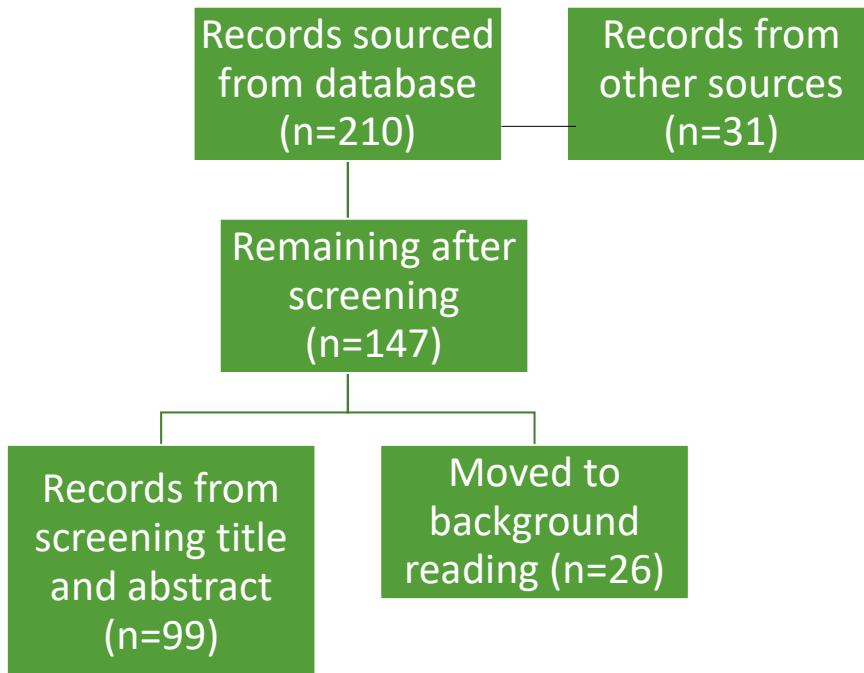 Records sourced
from database
(n=210)
Records from
other sources
(n=31)
Remaining after
screening
(n=147)
Records from
screening title
and abstract
(n=99)
Moved to
background
reading (n=26)